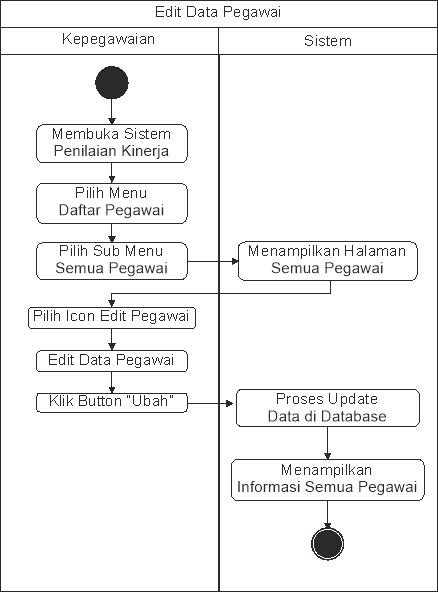 Edit Data Pegawai
Kepegawaian
Sistem
Membuka Sistem
Penilaian Kinerja
Pilih Menu
Daftar Pegawai
Pilih Sub Menu
Semua Pegawai
Menampilkan Halaman
Semua Pegawai
Pilih Icon Edit Pegawai
Edit Data Pegawai
Klik Button "Ubah"
Proses Update
Data di Database
Menampilkan
Informasi Semua Pegawai